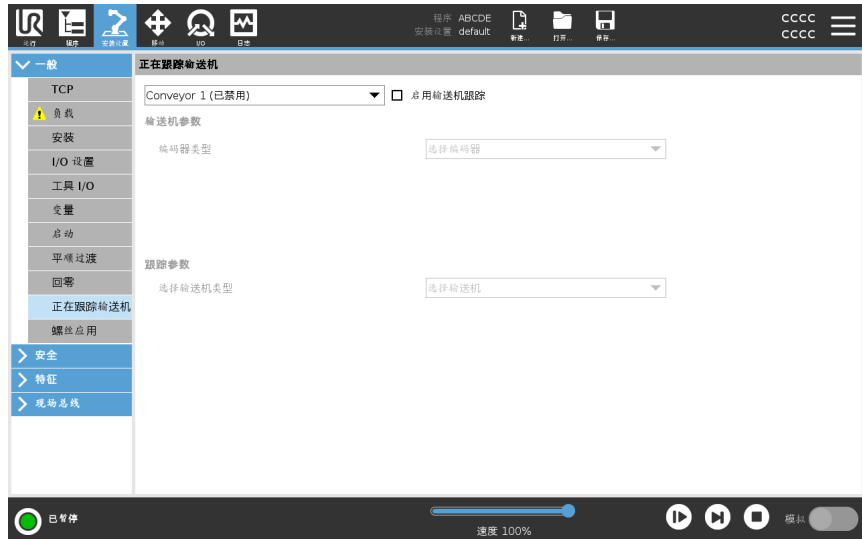 UR
程序 ABCDE
安装设置 default
cccc
cccc
运行 程序 安装设置 移动 I/O 日志 新建... 打开... 保存...
一般
正在跟踪输送机
TCP
Conveyor 1 (已禁用) 启用输送机跟踪
负载
输送机参数
安装
编码器类型 选择编码器
I/O 设置
工具 I/O
变量
启动
平顺过渡
跟踪参数
回零
选择输送机类型 选择输送机
正在跟踪输送机
螺丝应用
安全
特征
现场总线
已暂停
速度 100%
模拟